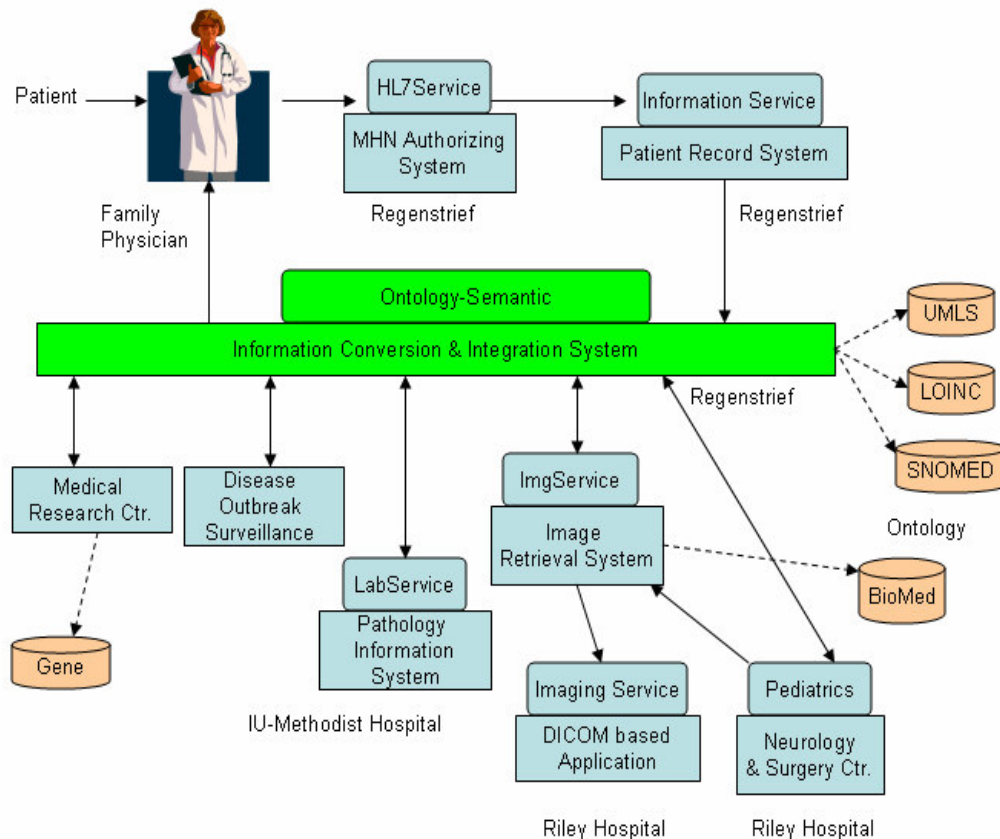 Patient
HL7Service
MHN Authorizing
System
Regenstrief
Information Service
Patient Record System
Regenstrief
Family
Physician
Ontology-Semantic
Information Conversion & Integration System
Regenstrief
UMLS
LOINC
SNOMED
Ontology
BioMed
Medical
Research Ctr.
Gene
Disease
Outbreak
Surveillance
LabService
Pathology
Information
System
IU-Methodist Hospital
ImgService
Image
Retrieval System
Imaging Service
DICOM based
Application
Riley Hospital
Pediatrics
Neurology
& Surgery Ctr.
Riley Hospital